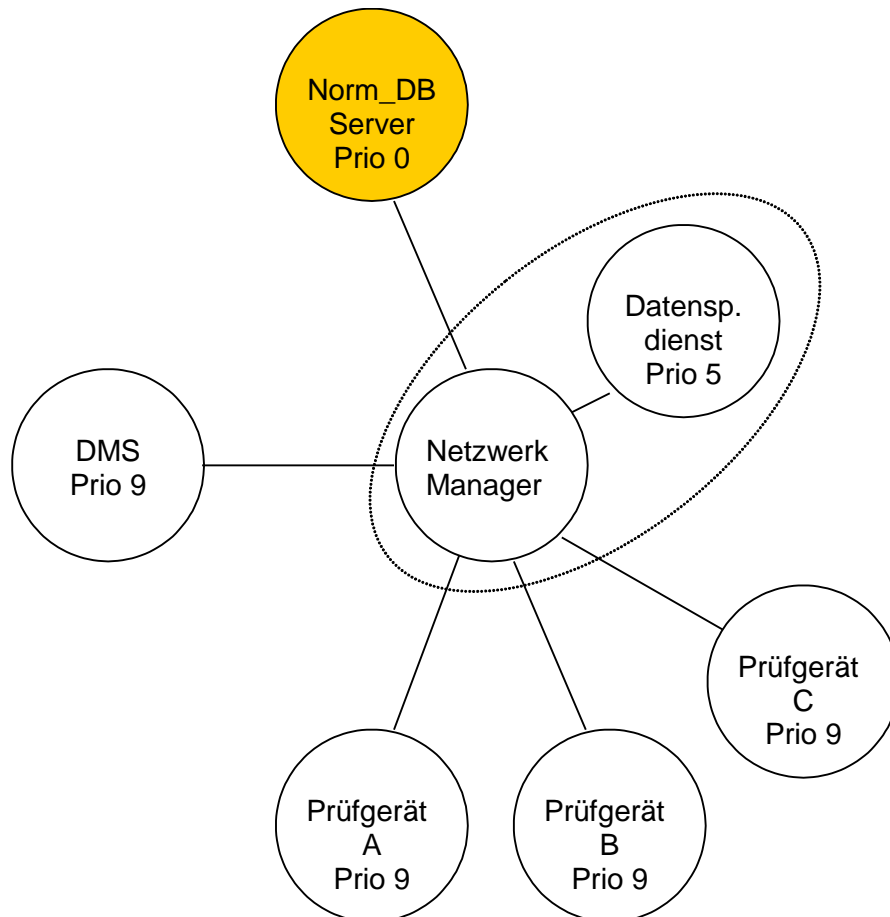 Norm_DB
Server
Prio 0
Datensp.
dienst
Prio 5
DMS
Prio 9
Netzwerk
Manager
Prüfgerät
C
Prio 9
Prüfgerät
A
Prio 9
Prüfgerät
B
Prio 9